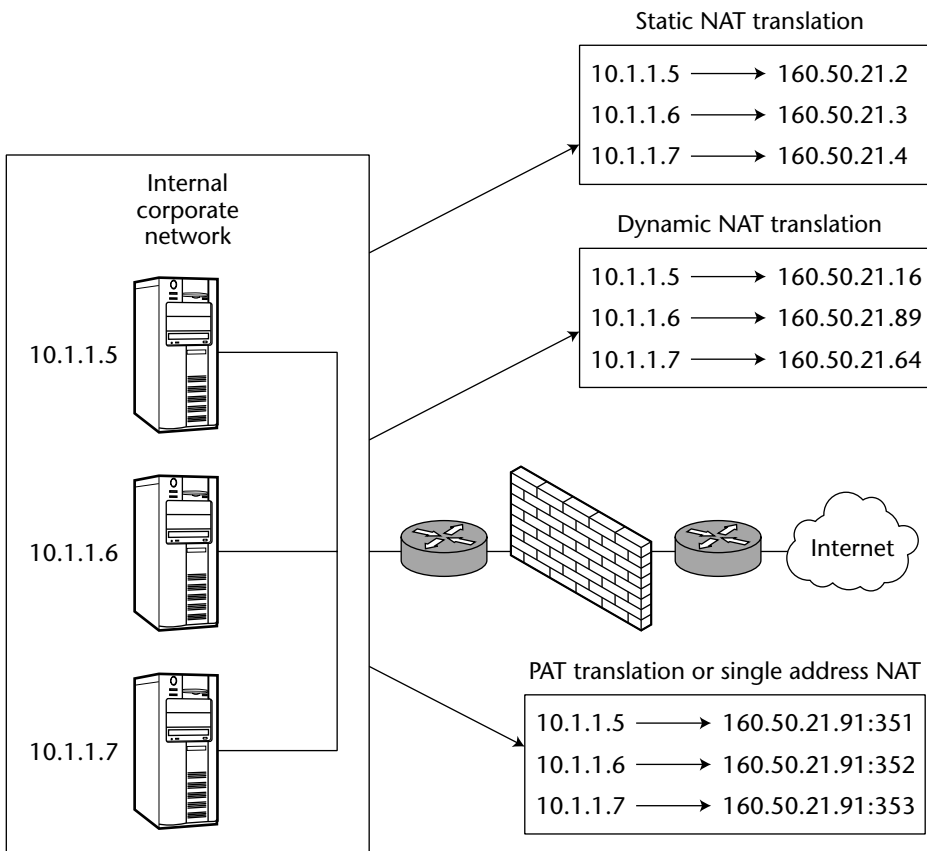 Static NAT translation
10.1.1.5 → 160.50.21.2
10.1.1.6 → 160.50.21.3
10.1.1.7 → 160.50.21.4
Internal
corporate
network
Dynamic NAT translation
10.1.1.5 → 160.50.21.16
10.1.1.6 → 160.50.21.89
10.1.1.7 → 160.50.21.64
10.1.1.5
10.1.1.6
10.1.1.7
Internet
PAT translation or single address NAT
10.1.1.5 → 160.50.21.91:351
10.1.1.6 → 160.50.21.91:352
10.1.1.7 → 160.50.21.91:353